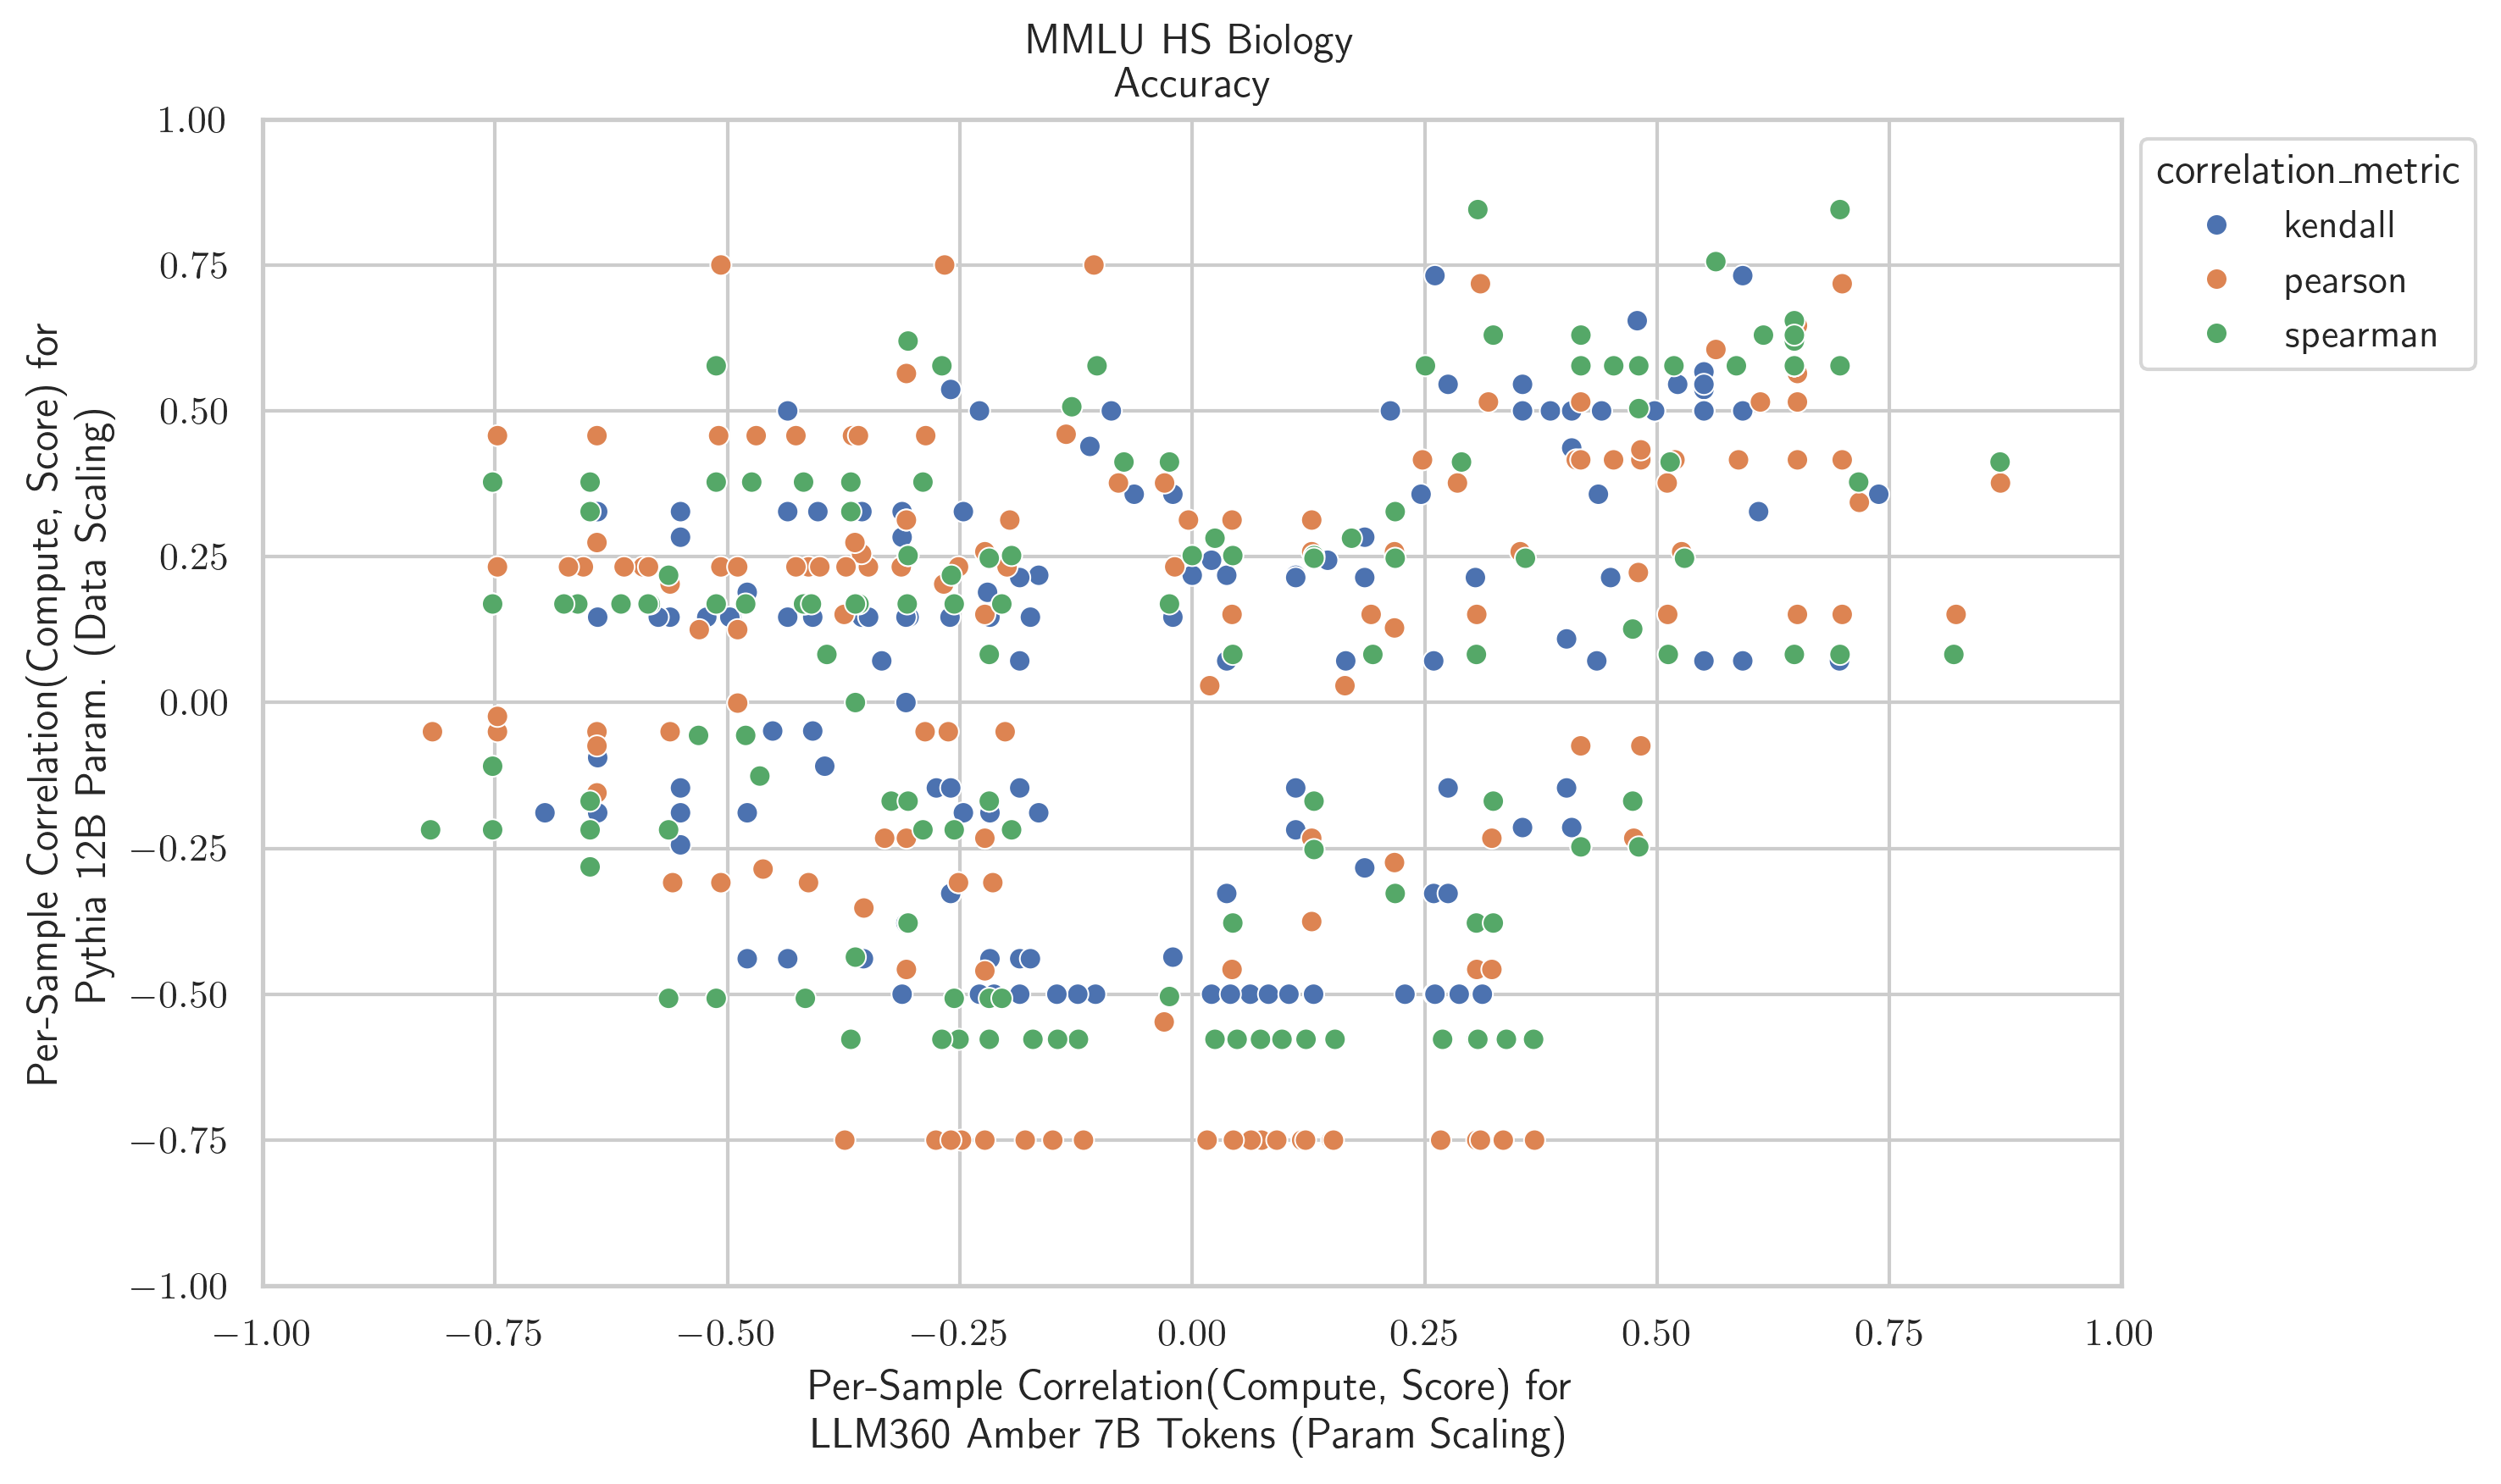 MMLU HS Biology
Accuracy
1.00
0.75
0.50
0.25
0.00
−0.25
−0.50
−0.75
−1.00
Per-Sample Correlation(Compute, Score) for
Pythia 12B Param. (Data Scaling)
−1.00 −0.75 −0.50 −0.25 0.00 0.25 0.50 0.75 1.00
Per-Sample Correlation(Compute, Score) for
LLM360 Amber 7B Tokens (Param Scaling)
correlation_metric
kendall
pearson
spearman